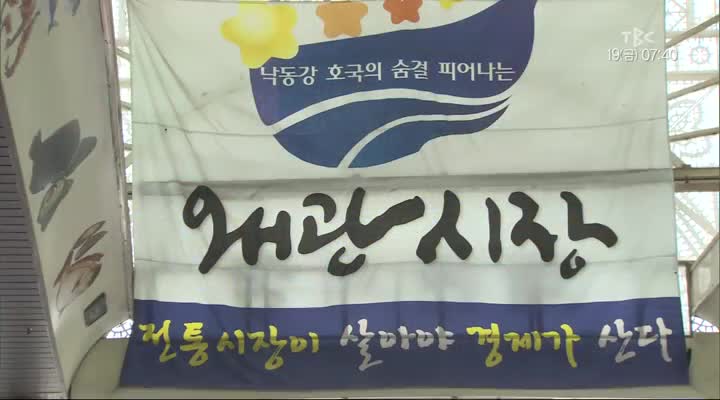 TBC
19(금) 07:40
낙동강 호국의 숨결 피어나는
왜관시장
전통시장이 살아야 경제가 산다